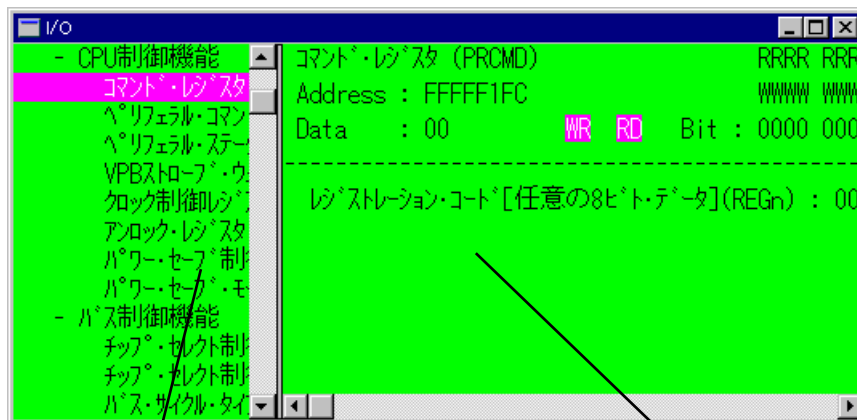 I/O
- CPU制御機能
コマンド・レジスタ
ペリフェラル・コマン
ペリフェラル・ステー
VPBストローブ・ウ
クロック制御レジ
アンロック・レジスタ
パワー・セーブ制
パワー・セーブ・モ
- バス制御機能
チップ・セレクト制
チップ・セレクト制
バス・サイクル・タイ
コマンド・レジスタ (PRCMD) RRRR RRR
Address : FFFFF1FC WWWW WWW
Data : 00 WR RD Bit : 0000 000
レジストレーション・コード[任意の8ビット・データ](REGn) : 00